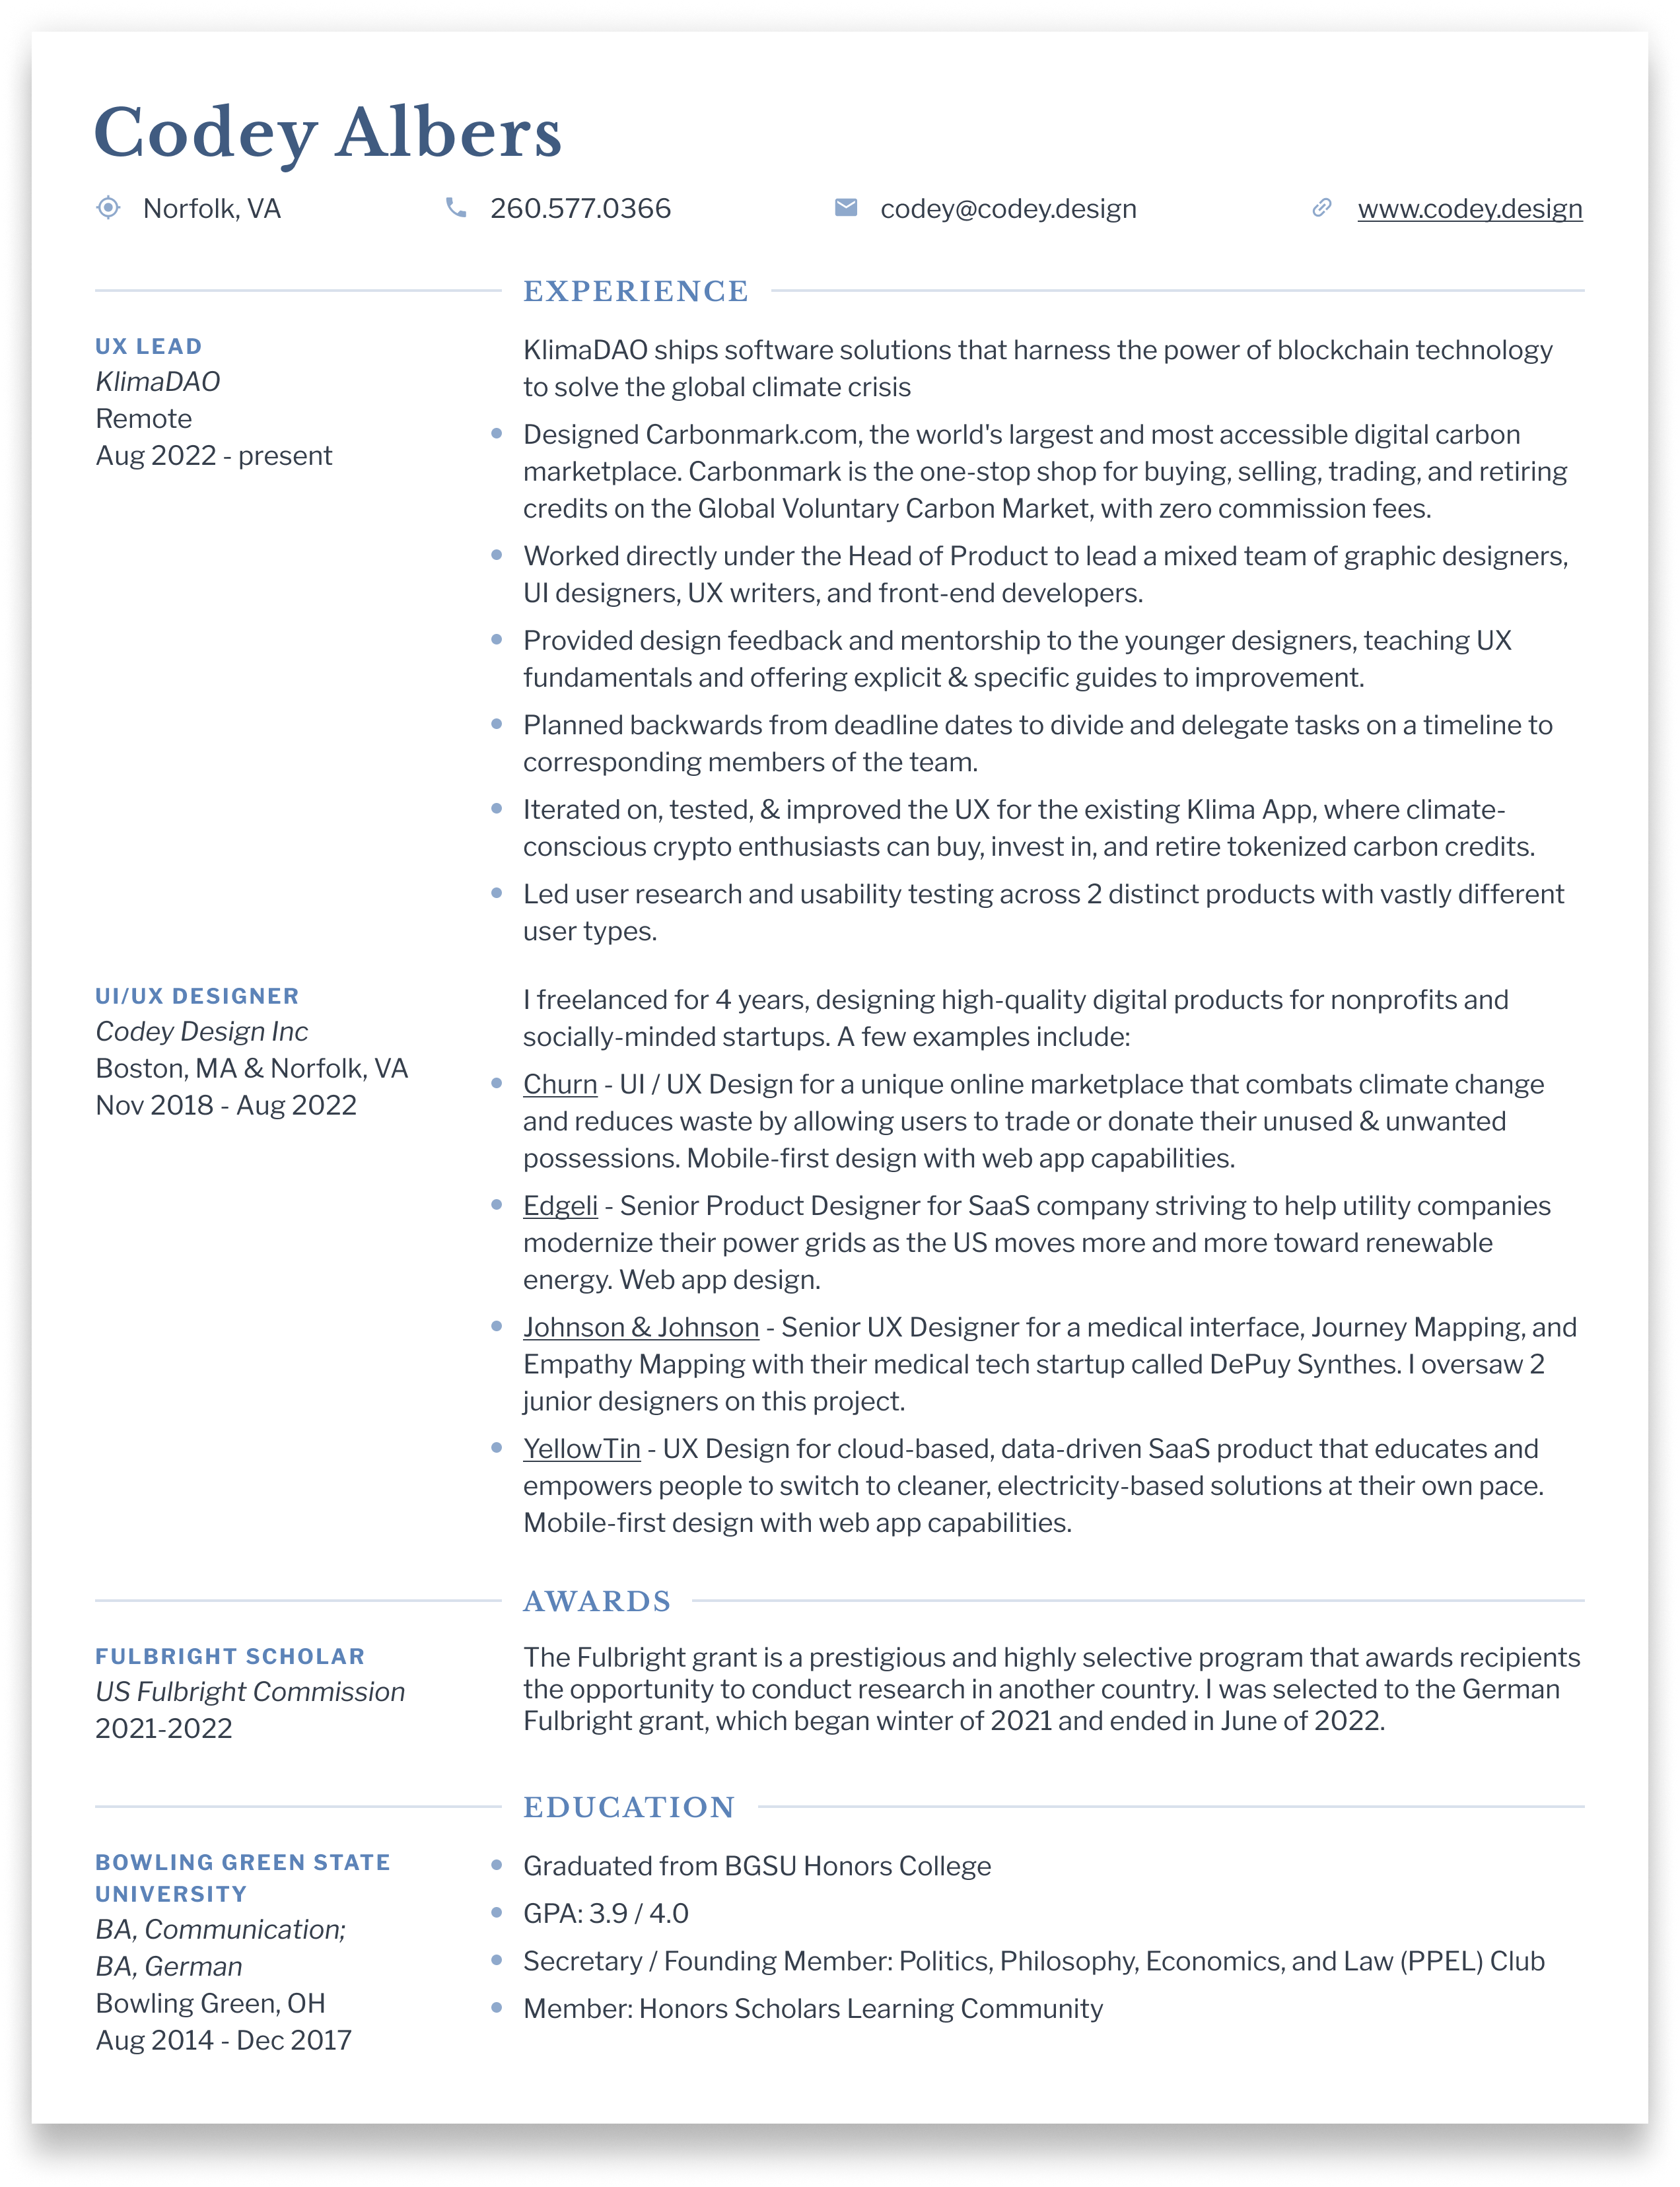 Codey Albers
Norfolk, VA
260.577.0366
codey@codey.design
www.codey.design
EXPERIENCE
UX LEAD
KlimaDAO
Remote
Aug 2022 - present
KlimaDAO ships software solutions that harness the power of blockchain technology
to solve the global climate crisis
Designed Carbonmark.com, the world's largest and most accessible digital carbon
marketplace. Carbonmark is the one-stop shop for buying, selling, trading, and retiring
credits on the Global Voluntary Carbon Market, with zero commission fees.
Worked directly under the Head of Product to lead a mixed team of graphic designers,
UI designers, UX writers, and front-end developers.
Provided design feedback and mentorship to the younger designers, teaching UX
fundamentals and offering explicit & specific guides to improvement.
Planned backwards from deadline dates to divide and delegate tasks on a timeline to
corresponding members of the team.
Iterated on, tested, & improved the UX for the existing Klima App, where climate-
conscious crypto enthusiasts can buy, invest in, and retire tokenized carbon credits.
Led user research and usability testing across 2 distinct products with vastly different
user types.
UI/UX DESIGNER
Codey Design Inc
Boston, MA & Norfolk, VA
Nov 2018 - Aug 2022
I freelanced for 4 years, designing high-quality digital products for nonprofits and
socially-minded startups. A few examples include:
Churn - UI / UX Design for a unique online marketplace that combats climate change
and reduces waste by allowing users to trade or donate their unused & unwanted
possessions. Mobile-first design with web app capabilities.
Edgeli - Senior Product Designer for SaaS company striving to help utility companies
modernize their power grids as the US moves more and more toward renewable
energy. Web app design.
Johnson & Johnson - Senior UX Designer for a medical interface, Journey Mapping, and
Empathy Mapping with their medical tech startup called DePuy Synthes. I oversaw 2
junior designers on this project.
YellowTin - UX Design for cloud-based, data-driven SaaS product that educates and
empowers people to switch to cleaner, electricity-based solutions at their own pace.
Mobile-first design with web app capabilities.
AWARDS
FULBRIGHT SCHOLAR
US Fulbright Commission
2021-2022
The Fulbright grant is a prestigious and highly selective program that awards recipients
the opportunity to conduct research in another country. I was selected to the German
Fulbright grant, which began winter of 2021 and ended in June of 2022.
EDUCATION
BOWLING GREEN STATE
UNIVERSITY
BA, Communication;
BA, German
Bowling Green, OH
Aug 2014 - Dec 2017
Graduated from BGSU Honors College
GPA: 3.9 / 4.0
Secretary / Founding Member: Politics, Philosophy, Economics, and Law (PPEL) Club
Member: Honors Scholars Learning Community